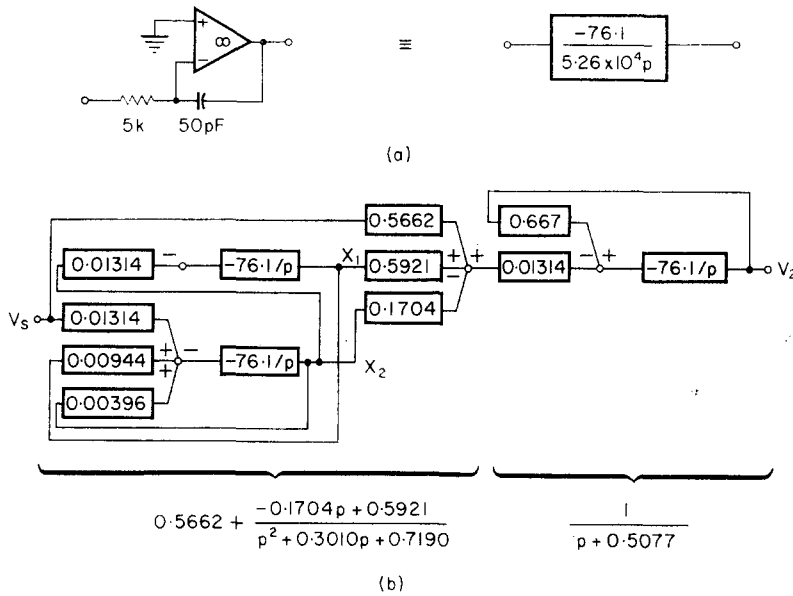 +
∞
−
5k
50pF
≡
-76·1
5·26x10⁴p
(a)
0·5662
0·667
0·01314 − -76·1/p X₁ 0·5921 + + 0·01314 − + -76·1/p V₂
−
Vs 0·01314 0·1704
0·00944 + − -76·1/p X₂
+
0·00396
0·5662 + -0·1704p + 0·5921
p² + 0·3010p + 0·7190
1
p + 0·5077
(b)